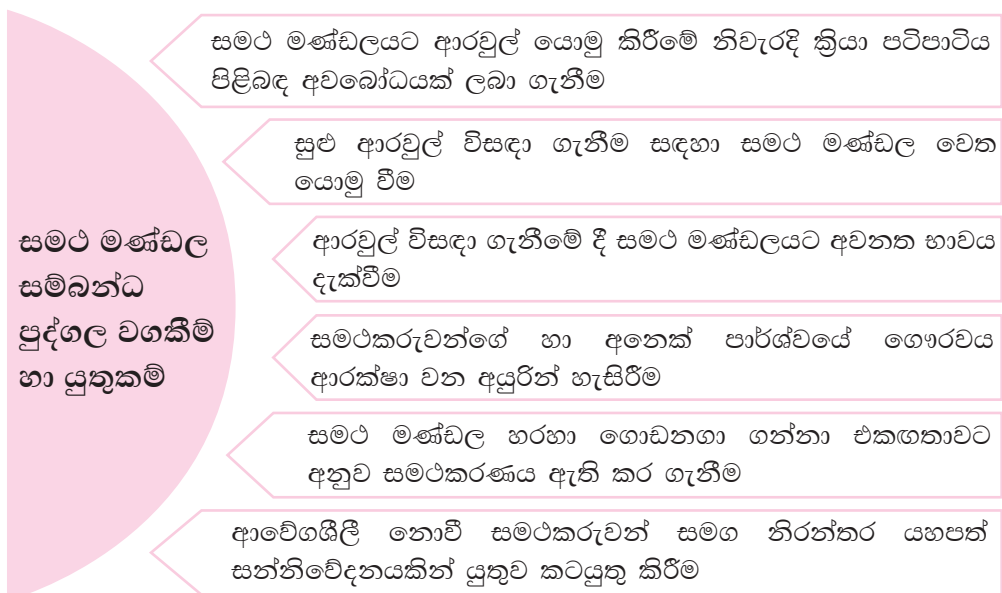 සමථ මණ්ඩලයට ආරවුල් යොමු කිරීමේ නිවැරදි ක්‍රියා පටිපාටිය
පිළිබඳ අවබෝධයක් ලබා ගැනීම
සුළු ආරවුල් විසඳා ගැනීම සඳහා සමථ මණ්ඩල වෙත
යොමු වීම
ආරවුල් විසඳා ගැනීමේ දී සමථ මණ්ඩලයට අවනත භාවය
දැක්වීම
සමථකරුවන්ගේ හා අනෙක් පාර්ශ්වයේ ගෞරවය
ආරක්ෂා වන අයුරින් හැසිරීම
සමථ මණ්ඩල හරහා ගොඩනගා ගන්නා එකඟතාවට
අනුව සමථකරණය ඇති කර ගැනීම
ආවේගශීලී නොවී සමථකරුවන් සමග නිරන්තර යහපත්
සන්නිවේදනයකින් යුතුව කටයුතු කිරීම
සමථ මණ්ඩල
සම්බන්ධ
පුද්ගල වගකීම්
හා යුතුකම්